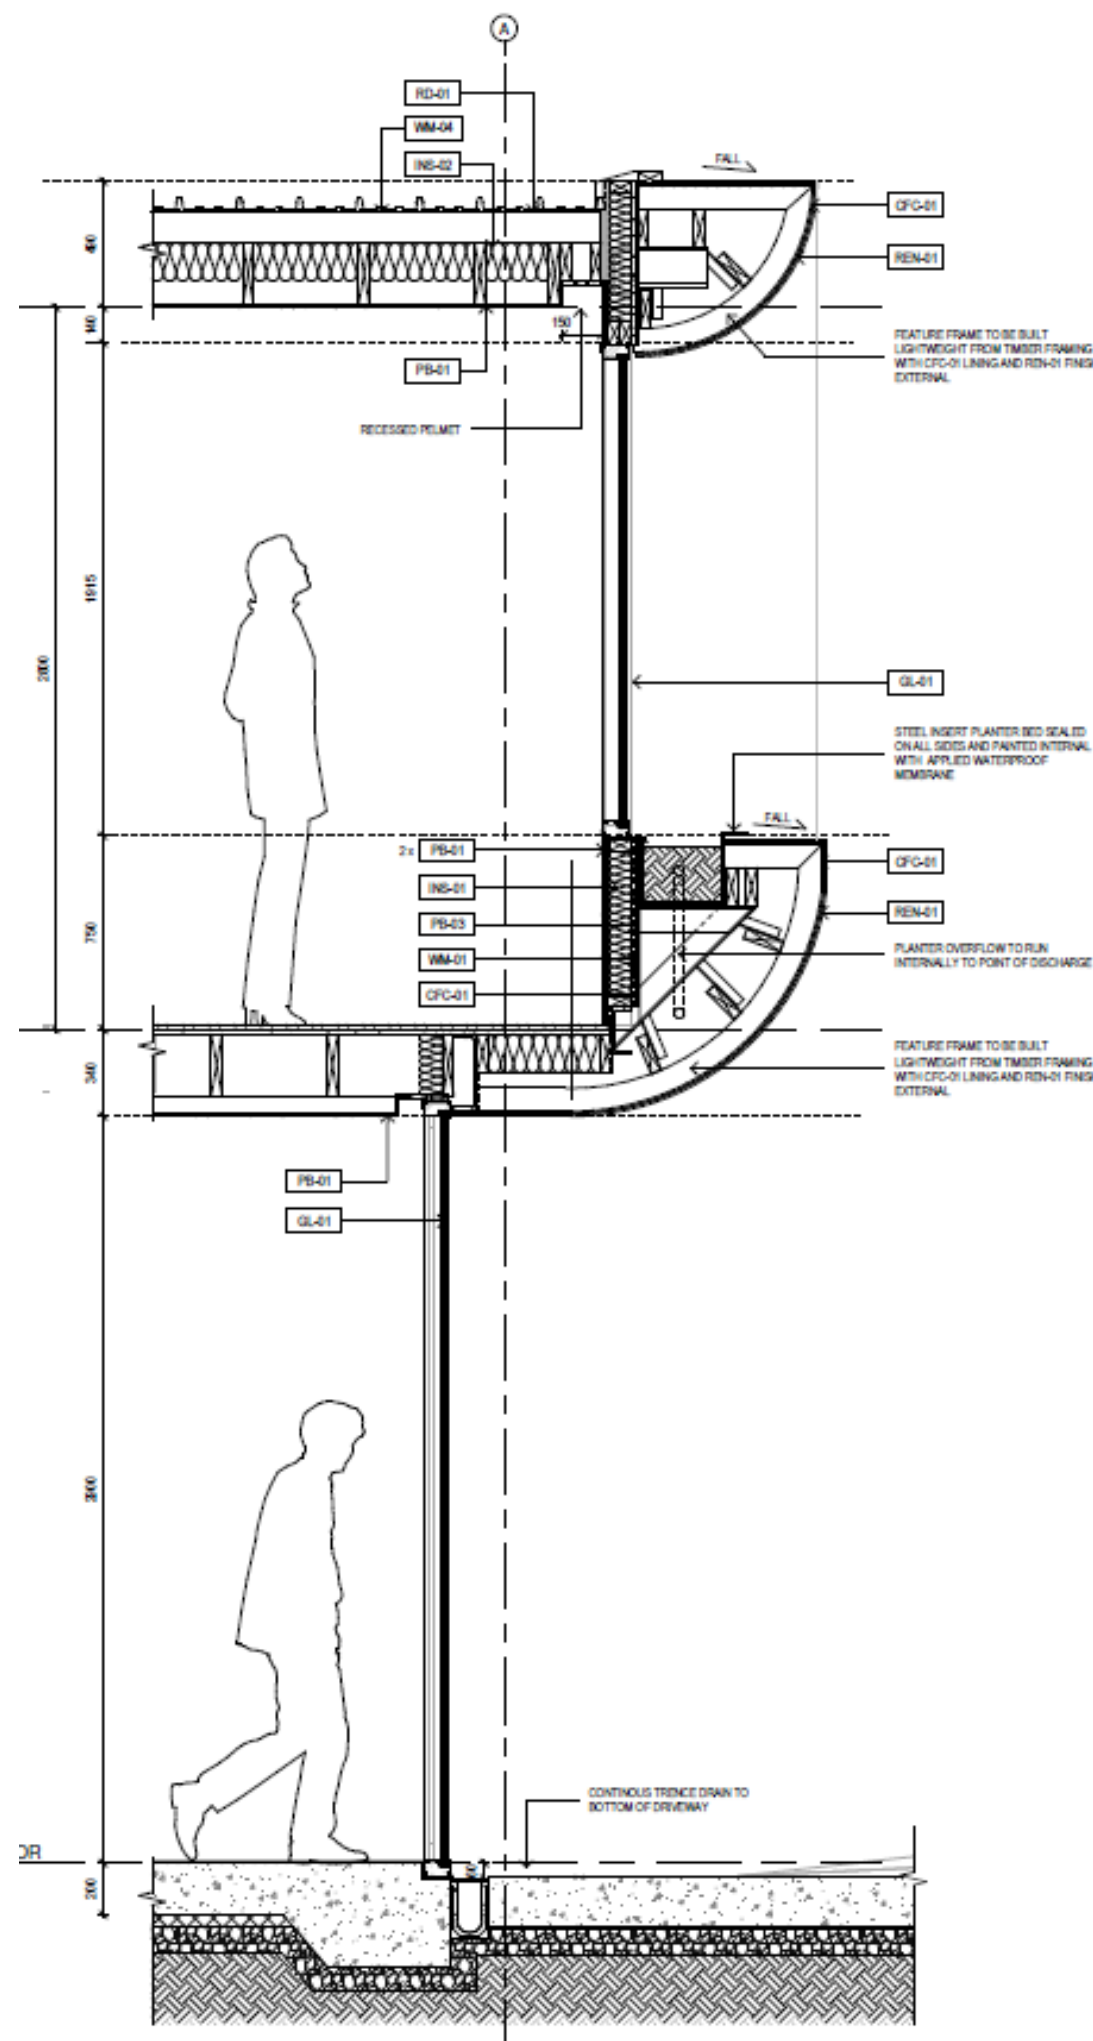 A
RD-01
WM-04
INS-02
FALL
CFC-01
REN-01
490
140
150
FEATURE FRAME TO BE BUILT
LIGHTWEIGHT FROM TIMBER FRAMING
WITH CFC-01 LINING AND REN-01 FINISH
EXTERNAL
PB-01
RECESSED PELMET
1915
2800
GL-01
STEEL INSERT PLANTER BED SEALED
ON ALL SIDES AND PAINTED INTERNAL
WITH APPLIED WATERPROOF
MEMBRANE
FALL
2 x PB-01
CFC-01
INS-01
REN-01
PB-03
750
WM-01
PLANTER OVERFLOW TO RUN
INTERNALLY TO POINT OF DISCHARGE
CFC-01
340
FEATURE FRAME TO BE BUILT
LIGHTWEIGHT FROM TIMBER FRAMING
WITH CFC-01 LINING AND REN-01 FINISH
EXTERNAL
PB-01
GL-01
CONTINOUS TRENCE DRAIN TO
BOTTOM OF DRIVEWAY
OR
200